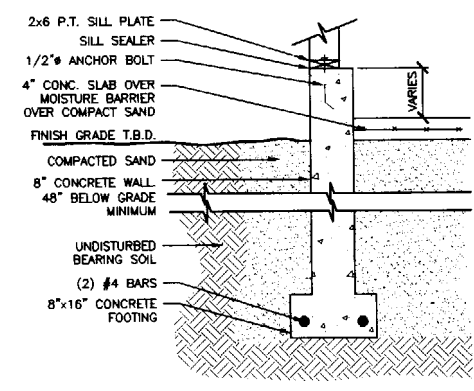 2x6 P.T. SILL PLATE
SILL SEALER
1/2"ø ANCHOR BOLT
4" CONC. SLAB OVER
MOISTURE BARRIER
OVER COMPACT SAND
FINISH GRADE T.B.D.
COMPACTED SAND
8" CONCRETE WALL
48" BELOW GRADE
MINIMUM
UNDISTURBED
BEARING SOIL
(2) #4 BARS
8"x16" CONCRETE
FOOTING
VARIES